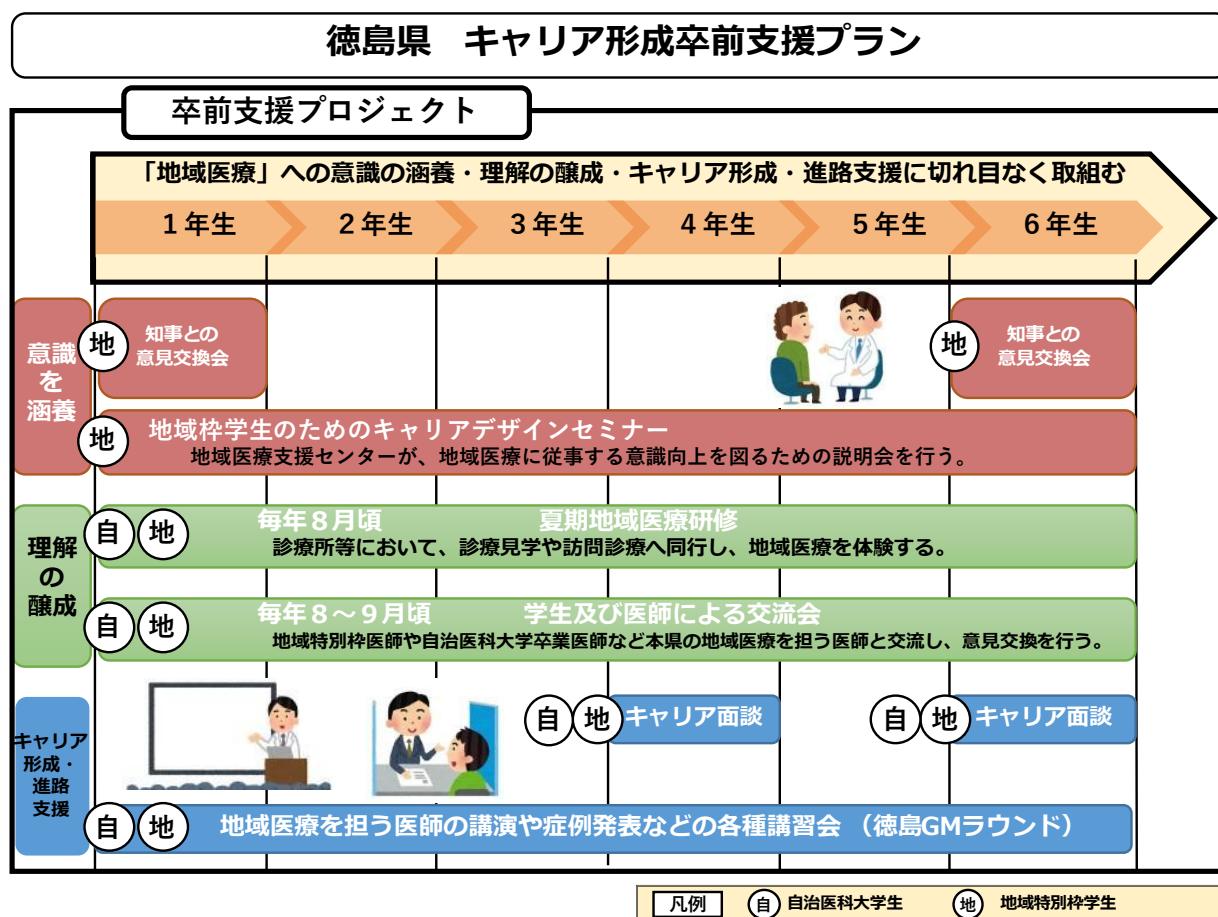 徳島県　キャリア形成卒前支援プラン
卒前支援プロジェクト
「地域医療」への意識の涵養・理解の醸成・キャリア形成・進路支援に切れ目なく取組む
１年生 ２年生 ３年生 ４年生 ５年生 ６年生
意識
を
涵養
地
知事との
意見交換会
地
知事との
意見交換会
地
地域枠学生のためのキャリアデザインセミナー
地域医療支援センターが、地域医療に従事する意識向上を図るための説明会を行う。
理解
の
醸成
自 地
毎年８月頃　夏期地域医療研修
診療所等において、診療見学や訪問診療へ同行し、地域医療を体験する。
自 地
毎年８～９月頃　学生及び医師による交流会
地域特別枠医師や自治医科大学卒業医師など本県の地域医療を担う医師と交流し、意見交換を行う。
キャリア
形成・
進路
支援
自 地 キャリア面談
自 地 キャリア面談
自 地
地域医療を担う医師の講演や症例発表などの各種講習会 （徳島GMラウンド）
凡例 自 自治医科大学生 地 地域特別枠学生